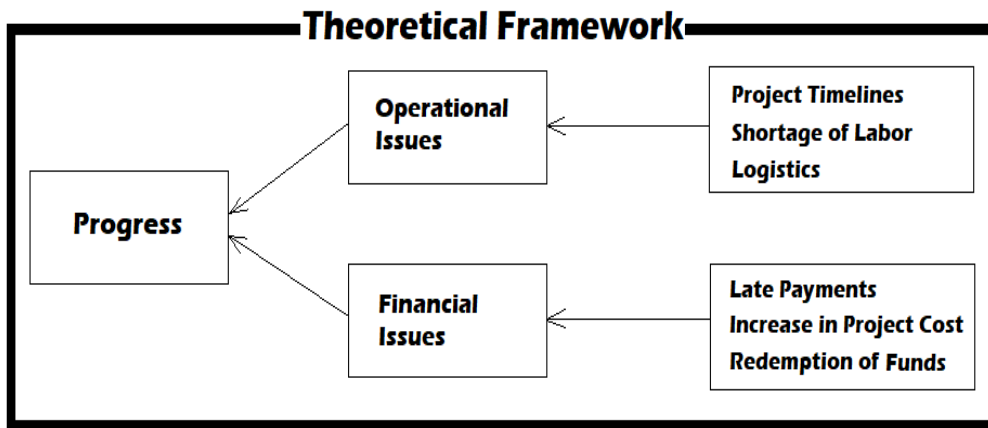 Theoretical Framework
Operational
Issues
Project Timelines
Shortage of Labor
Logistics
Progress
Financial
Issues
Late Payments
Increase in Project Cost
Redemption of Funds